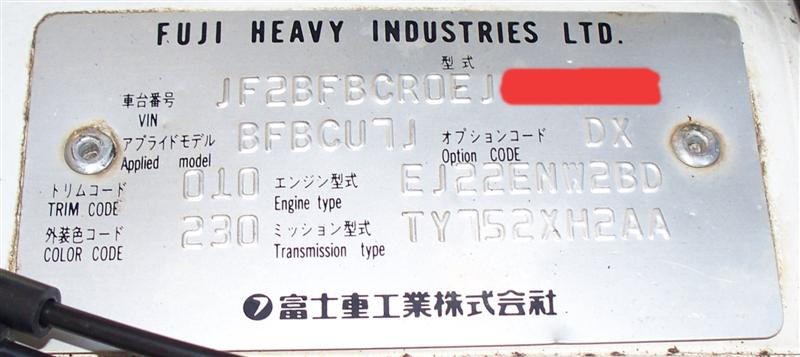 FUJI HEAVY INDUSTRIES LTD.
型式
車台番号 JF2BFBCR0EJ
VIN
アプライドモデル BFBCU7J オプションコード DX
Applied model Option CODE
トリムコード 010 エンジン型式 EJ22ENW2BD
TRIM CODE Engine type
外装色コード 230 ミッション型式 TY752XH2AA
COLOR CODE Transmission type
フ富士重工業株式会社